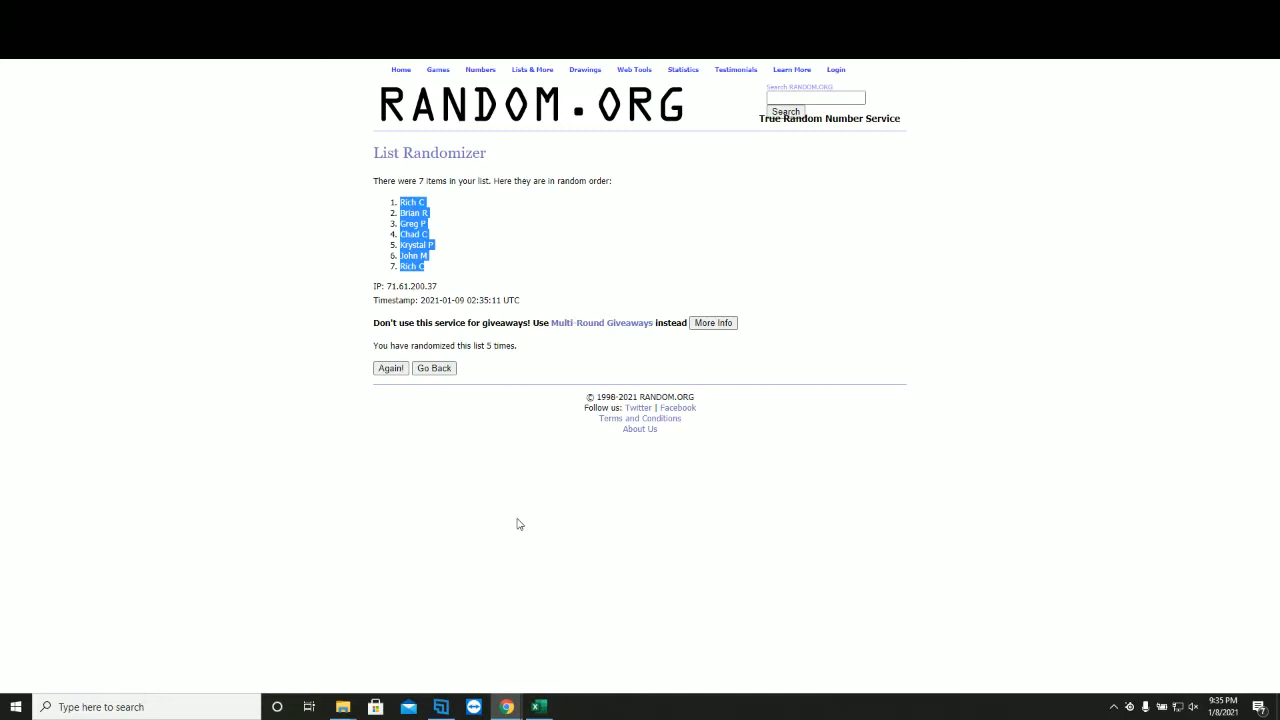 Home Games Numbers Lists & More Drawings Web Tools Statistics Testimonials Learn More Login
Search RANDOM.ORG
RANDOM.ORG
Search
True Random Number Service
List Randomizer
There were 7 items in your list. Here they are in random order:
1. Rich C
2. Brian R
3. Greg P
4. Chad C
5. Krystal P
6. John M
7. Rich C
IP: 71.61.200.37
Timestamp: 2021-01-09 02:35:11 UTC
Don't use this service for giveaways! Use Multi-Round Giveaways instead More Info
You have randomized this list 5 times.
Again! Go Back
© 1998-2021 RANDOM.ORG
Follow us: Twitter | Facebook
Terms and Conditions
About Us
Type here to search
9:35 PM
1/8/2021